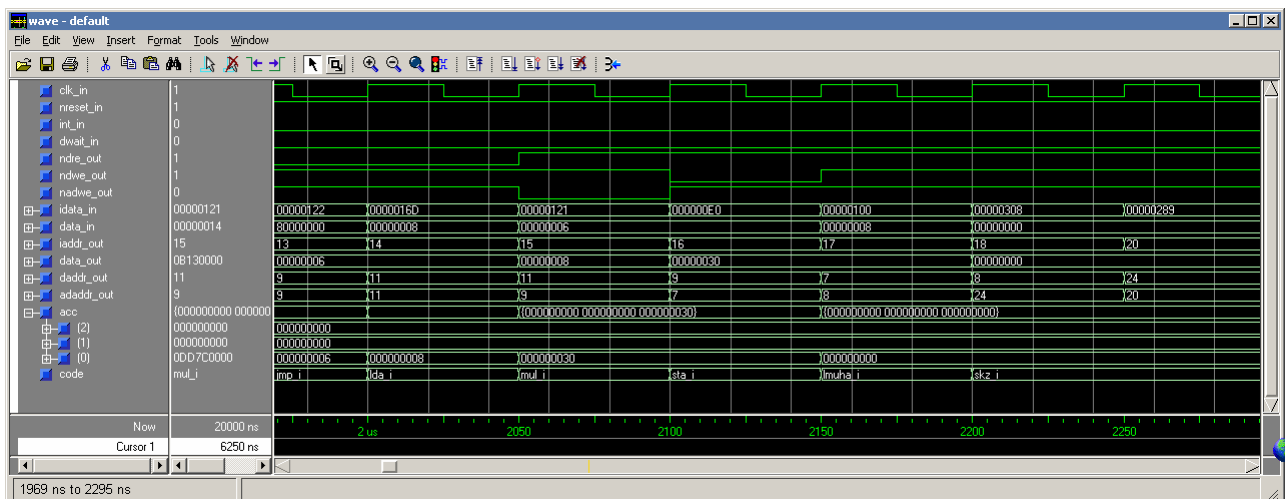 wave - default
File Edit View Insert Format Tools Window
clk_in 1
nreset_in 1
int_in 0
dwait_in 0
ndre_out 1
ndwe_out 1
nadwe_out 0
idata_in 00000121 00000122 0000016D 00000121 000000E0 00000100 00000308 00000289
data_in 00000014 80000000 00000008 00000006 00000008 00000000
iaddr_out 15 13 14 15 16 17 18 20
data_out 0B130000 00000006 00000008 00000030 00000000
daddr_out 11 9 11 11 9 7 8 24
adaddr_out 9 9 11 9 7 8 24 20
acc {000000000 000000 {(000000000 000000000 000000030} {(000000000 000000000 000000000}
(2) 000000000 000000000
(1) 000000000 000000000
(0) 0DD7C0000 000000006 000000008 000000030 000000000
code mul_i jmp_i lda_i mul_i sta_i lmuha_i skz_i
Now 20000 ns 2 us 2050 2100 2150 2200 2250
Cursor 1 6250 ns
1969 ns to 2295 ns